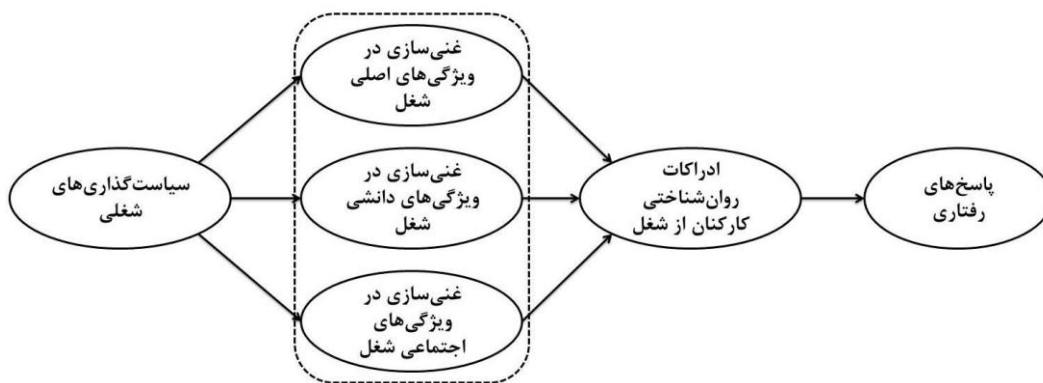 سیاست‌گذاری‌های
شغلی
غنی‌سازی در
ویژگی‌های اصلی
شغل
غنی‌سازی در
ویژگی‌های دانشی
شغل
غنی‌سازی در
ویژگی‌های
اجتماعی شغل
ادراکات
روان‌شناختی
کارکنان از شغل
پاسخ‌های
رفتاری